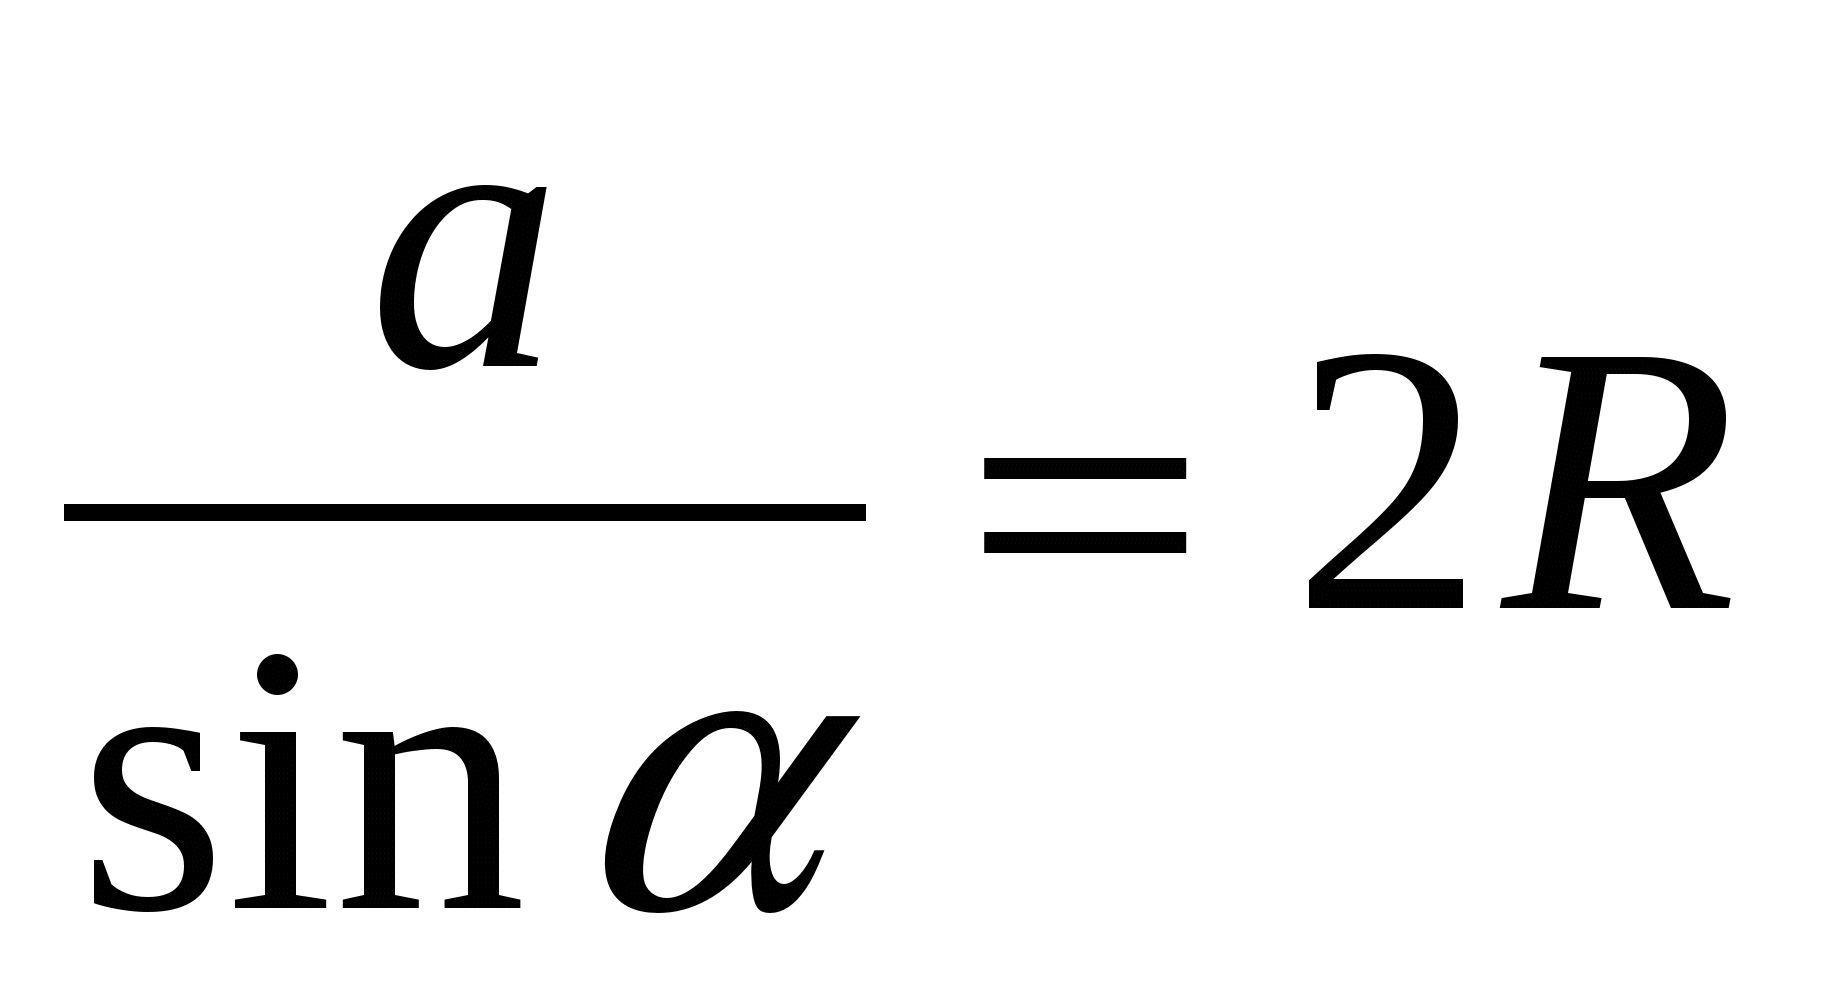 a
sin α = 2R